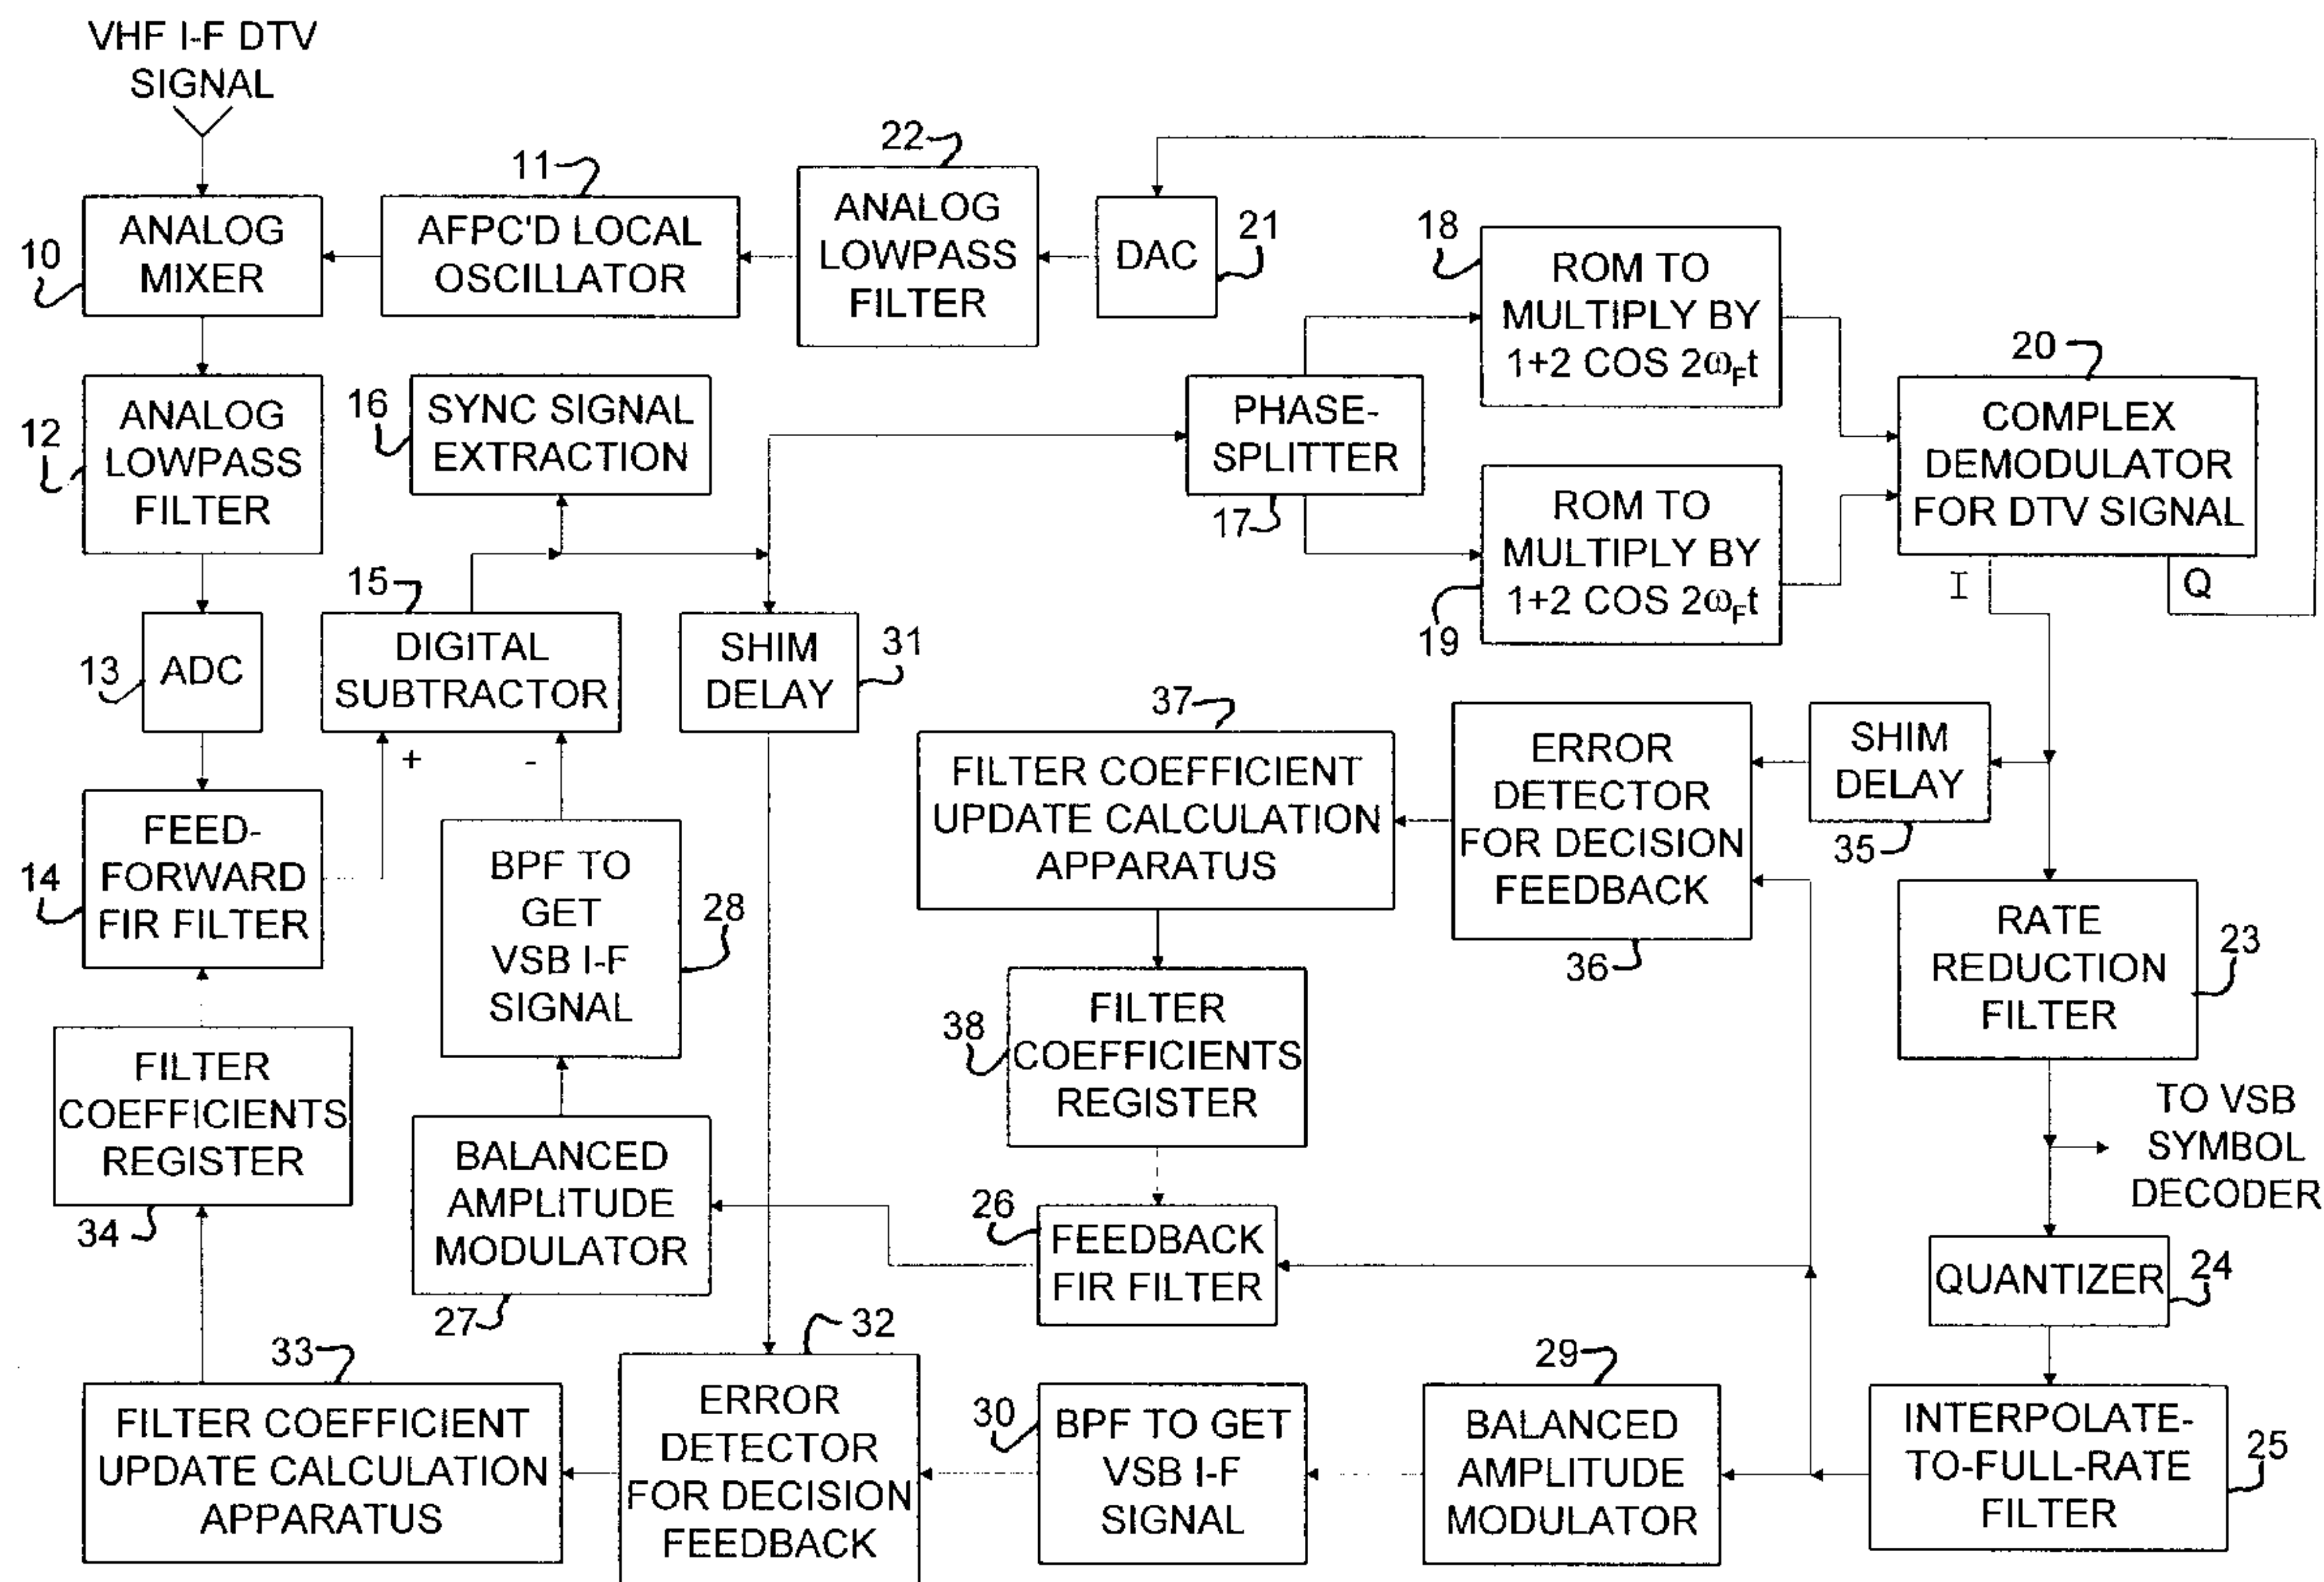 VHF I-F DTV
SIGNAL
10
ANALOG
MIXER
11
AFPC'D LOCAL
OSCILLATOR
22
ANALOG
LOWPASS
FILTER
DAC
21
18
ROM TO
MULTIPLY BY
1+2 COS 2ωFt
20
COMPLEX
DEMODULATOR
FOR DTV SIGNAL
I
Q
12
ANALOG
LOWPASS
FILTER
16
SYNC SIGNAL
EXTRACTION
PHASE-
SPLITTER
17
ROM TO
MULTIPLY BY
1+2 COS 2ωFt
19
13
ADC
15
DIGITAL
SUBTRACTOR
+
-
SHIM
DELAY
31
37
FILTER COEFFICIENT
UPDATE CALCULATION
APPARATUS
ERROR
DETECTOR
FOR DECISION
FEEDBACK
36
SHIM
DELAY
35
14
FEED-
FORWARD
FIR FILTER
BPF TO
GET
VSB I-F
SIGNAL
28
RATE
REDUCTION
FILTER
23
38
FILTER
COEFFICIENTS
REGISTER
FILTER
COEFFICIENTS
REGISTER
34
BALANCED
AMPLITUDE
MODULATOR
27
26
FEEDBACK
FIR FILTER
TO VSB
SYMBOL
DECODER
QUANTIZER
24
33
FILTER COEFFICIENT
UPDATE CALCULATION
APPARATUS
32
ERROR
DETECTOR
FOR DECISION
FEEDBACK
30
BPF TO GET
VSB I-F
SIGNAL
29
BALANCED
AMPLITUDE
MODULATOR
INTERPOLATE-
TO-FULL-RATE
FILTER
25